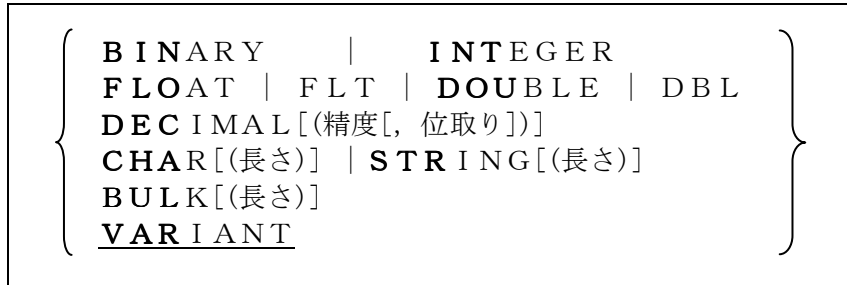 ＢＩＮＡＲＹ ｜ ＩＮＴＥＧＥＲ
ＦＬＯＡＴ ｜ ＦＬＴ ｜ ＤＯＵＢＬＥ ｜ ＤＢＬ
ＤＥＣＩＭＡＬ[(精度[, 位取り])]
ＣＨＡＲ[(長さ)] ｜ＳＴＲＩＮＧ[(長さ)]
ＢＵＬＫ[(長さ)]
ＶＡＲＩＡＮＴ